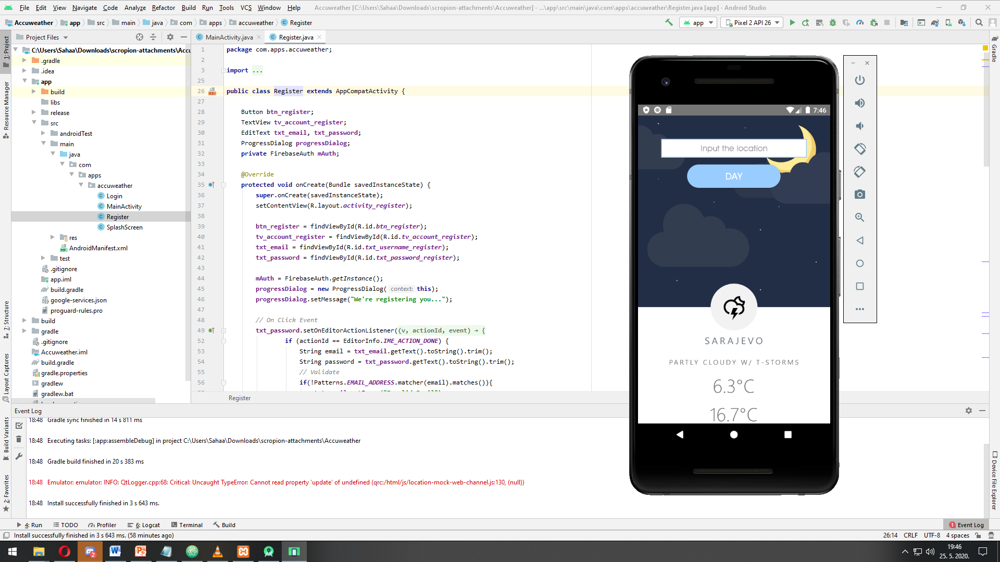 File Edit View Navigate Code Analyze Refactor Build Run Tools VCS Window Help Accuweather [C:\Users\Sahaa\Downloads\scropion-attachments\Accuweather] - ...\app\src\main\java\com\apps\accuweather\Register.java [app] - Android Studio
Accuweather app src main java com apps accuweather Register app Pixel 2 API 26
Project Files
MainActivity.java Register.java
C:\Users\Sahaa\Downloads\scropion-attachments\Accu
.gradle
.idea
app
build
libs
release
src
androidTest
main
java
com
apps
accuweather
Login
MainActivity
Register
SplashScreen
res
AndroidManifest.xml
test
.gitignore
app.iml
build.gradle
google-services.json
proguard-rules.pro
build
gradle
.gitignore
Accuweather.iml
build.gradle
gradle.properties
gradlew
gradlew.bat
1: Project
Resource Manager
7: Structure
Layout Captures
Build Variants
2: Favorites
1 package com.apps.accuweather;
2
3 import ...
25
26 public class Register extends AppCompatActivity {
27
28 Button btn_register;
29 TextView tv_account_register;
30 EditText txt_email, txt_password;
31 ProgressDialog progressDialog;
32 private FirebaseAuth mAuth;
33
34 @Override
35 protected void onCreate(Bundle savedInstanceState) {
36 super.onCreate(savedInstanceState);
37 setContentView(R.layout.activity_register);
38
39 btn_register = findViewById(R.id.btn_register);
40 tv_account_register = findViewById(R.id.tv_account_register);
41 txt_email = findViewById(R.id.txt_username_register);
42 txt_password = findViewById(R.id.txt_password_register);
43
44 mAuth = FirebaseAuth.getInstance();
45 progressDialog = new ProgressDialog( context: this);
46 progressDialog.setMessage("We're registering you...");
47
48 // On Click Event
49 txt_password.setOnEditorActionListener((v, actionId, event) → {
52 if (actionId == EditorInfo.IME_ACTION_DONE) {
53 String email = txt_email.getText().toString().trim();
54 String password = txt_password.getText().toString().trim();
55 // Validate
56 if(!Patterns.EMAIL_ADDRESS.matcher(email).matches()){
Register
7:46
Input the location
DAY
SARAJEVO
PARTLY CLOUDY W/ T-STORMS
6.3°C
16.7°C
Gradle
Device File Explorer
Event Log
18:48 Gradle sync finished in 14 s 811 ms
18:48 Executing tasks: [:app:assembleDebug] in project C:\Users\Sahaa\Downloads\scropion-attachments\Accuweather
18:48 Gradle build finished in 20 s 383 ms
18:48 Emulator: emulator: INFO: QtLogger.cpp:68: Critical: Uncaught TypeError: Cannot read property 'update' of undefined (qrc:/html/js/location-mock-web-channel.js:130, (null))
18:48 Install successfully finished in 3 s 643 ms.
4: Run TODO Profiler 6: Logcat Terminal Build 1 Event Log
Install successfully finished in 3 s 643 ms. (58 minutes ago) 26:14 CRLF UTF-8 4 spaces
2
19:46
25. 5. 2020.